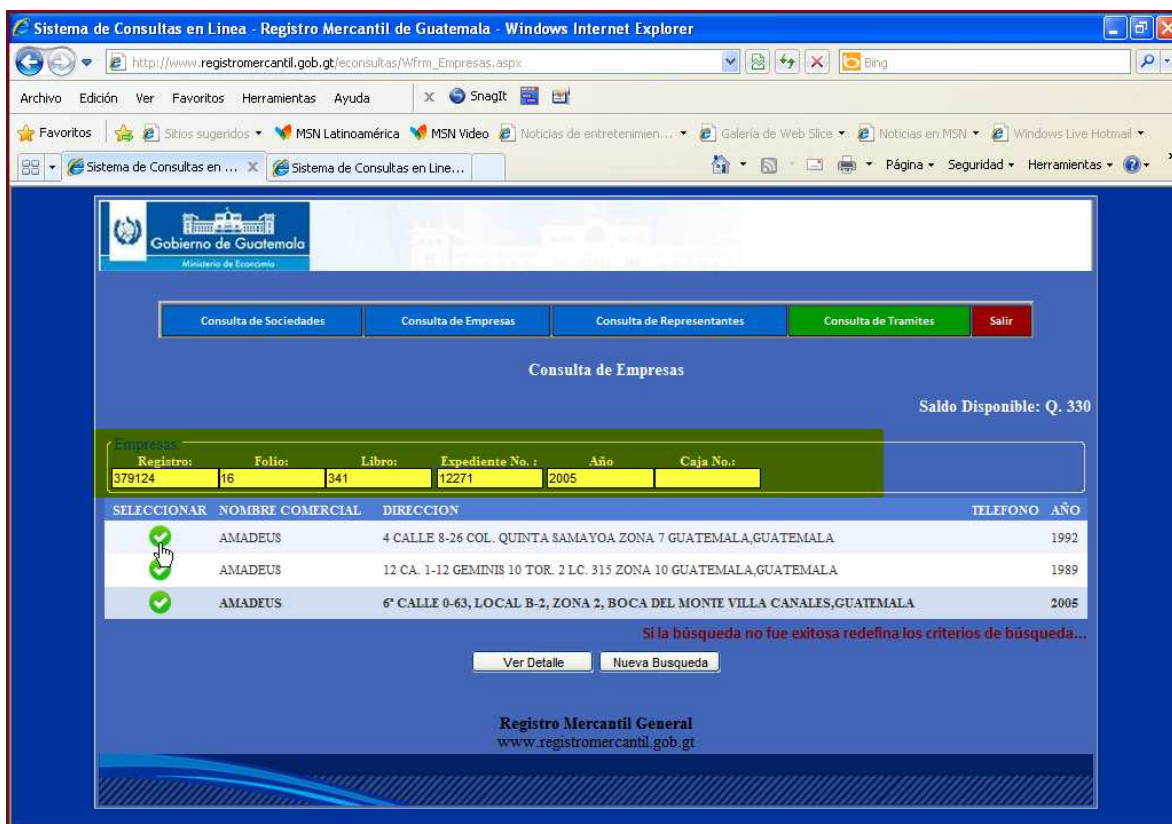 Sistema de Consultas en Linea - Registro Mercantil de Guatemala - Windows Internet Explorer
http://www.registromercantil.gob.gt/econsultas/Wfrm_Empresas.aspx Bing
Archivo Edición Ver Favoritos Herramientas Ayuda x SnagIt
Favoritos Sitios sugeridos MSN Latinoamérica MSN Video Noticias de entretenimien... Galería de Web Slice Noticias en MSN Windows Live Hotmail
Sistema de Consultas en ... X Sistema de Consultas en Line... Página Seguridad Herramientas
Gobierno de Guatemala
Ministerio de Economía
Consulta de Sociedades Consulta de Empresas Consulta de Representantes Consulta de Tramites Salir
Consulta de Empresas
Saldo Disponible: Q. 330
Empresas:
Registro: Folio: Libro: Expediente No. : Año Caja No.:
379124 16 341 12271 2005
SELECCIONAR NOMBRE COMERCIAL DIRECCION TELEFONO AÑO
AMADEUS 4 CALLE 8-26 COL. QUINTA SAMAYOA ZONA 7 GUATEMALA,GUATEMALA 1992
AMADEUS 12 CA. 1-12 GEMINIS 10 TOR. 2 LC. 315 ZONA 10 GUATEMALA,GUATEMALA 1989
AMADEUS 6ª CALLE 0-63, LOCAL B-2, ZONA 2, BOCA DEL MONTE VILLA CANALES,GUATEMALA 2005
Si la búsqueda no fue exitosa redefina los criterios de búsqueda...
Ver Detalle Nueva Busqueda
Registro Mercantil General
www.registromercantil.gob.gt